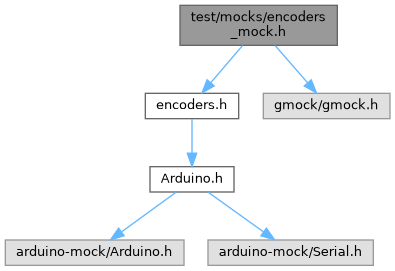 test/mocks/encoders
_mock.h
encoders.h
gmock/gmock.h
Arduino.h
arduino-mock/Arduino.h
arduino-mock/Serial.h